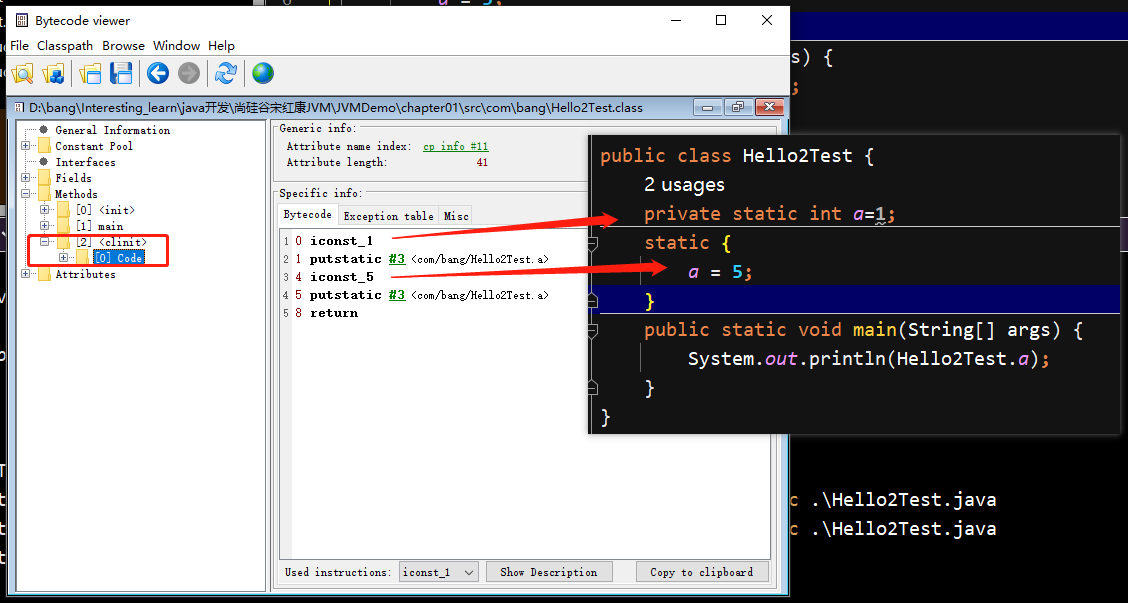 Bytecode viewer
File Classpath Browse Window Help
D:\bang\Interesting_learn\java开发\尚硅谷宋红康JVM\JVMDemo\chapter01\src\com\bang\Hello2Test.class
General Information
Constant Pool
Interfaces
Fields
Methods
[0] <init>
[1] main
[2] <clinit>
[0] Code
Attributes
Generic info:
Attribute name index: cp info #11
Attribute length: 41
Specific info:
Bytecode Exception table Misc
1 0 iconst_1
2 1 putstatic #3 <com/bang/Hello2Test.a>
3 4 iconst_5
4 5 putstatic #3 <com/bang/Hello2Test.a>
5 8 return
Used instructions: iconst_1 Show Description Copy to clipboard
s) {
;
public class Hello2Test {
2 usages
private static int a=1;
static {
a = 5;
}
public static void main(String[] args) {
System.out.println(Hello2Test.a);
}
}
c .\Hello2Test.java
c .\Hello2Test.java